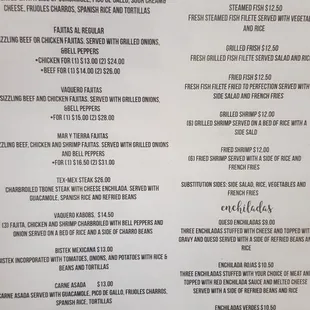 CHEESE, FRIJOLES CHARROS, SPANISH RICE AND TORTILLAS
FAJITAS AL REGULAR
SIZZLING BEEF OR CHICKEN FAJITAS, SERVED WITH GRILLED ONIONS,
&BELL PEPPERS
*CHICKEN FOR (1) $13.00 (2) $24.00
*BEEF FOR (1) $14.00 (2) $26.00
VAQUERO FAJITAS
SIZZLING BEEF AND CHICKEN FAJITAS, SERVED WITH GRILLED ONIONS,
&BELL PEPPERS
*FOR (1) $15.00 (2) $28.00
MAR Y TIERRA FAJITAS
BEEF, CHICKEN AND SHRIMP FAJITAS, SERVED WITH GRILLED ONIONS
AND BELL PEPPERS
*FOR (1) $16.50 (2) $31.00
TEX-MEX STEAK $26.00
CHARBROILED TBONE STEAK WITH CHEESE ENCHILADA, SERVED WITH
GUACAMOLE, SPANISH RICE AND REFRIED BEANS
VAQUERO KABOBS, $14.50
(3) FAJITA, CHICKEN AND SHRIMP CHARBROILED WITH BELL PEPPERS AND
ONION SERVED ON A BED OF RICE AND A SIDE OF CHARRO BEANS
BISTEK MEXICANA $13.00
BISTEK INCORPORATED WITH TOMATOES, ONIONS, AND POTATOES WITH RICE &
BEANS AND TORTILLAS
CARNE ASADA $13.00
CARNE ASADA SERVED WITH GUACAMOLE, PICO DE GALLO, FRIJOLES CHARROS,
SPANISH RICE, TORTILLAS
STEAMED FISH $12.50
FRESH STEAMED FISH FILETE SERVED WITH
AND RICE
GRILLED FRISH $12.50
FRESH GRILLED FISH FILETE SERVED SALAD AND RICE
FRIED FISH $12.50
FRESH FISH FILETE FRIED TO PERFECTION SERVED WITH
SIDE SALAD AND FRENCH FRIES
GRILLED SHRIMP $12.00
(6) GRILLED SHRIMP SERVED ON A BED OF RICE WITH A
SIDE SALD
FRIED SHRIMP $12.00
(6) FRIED SHRIMP SERVED WITH A SIDE OF RICE AND
FRENCH FRIES
SUBSTITUTION SIDES: SIDE SALAD, RICE, VEGETABLES AND
FRENCH FRIES
enchiladas
QUESO ENCHILADAS $9.00
THREE ENCHILADAS STUFFED WITH CHEESE AND TOPPED WIT
GRAVY AND QUESO SERVED WITH A SIDE OF REFRIED BEANS AN
RICE
ENCHILADA ROJAS $10.50
THREE ENCHILADAS STUFFED WITH YOUR CHOICE OF MEAT AN
TOPPED WITH RED ENCHILADA SAUCE AND MELTED CHEESE
SERVED WITH A SIDE OF REFRIED BEANS AND RICE
ENCHILADAS VERDES $10.50